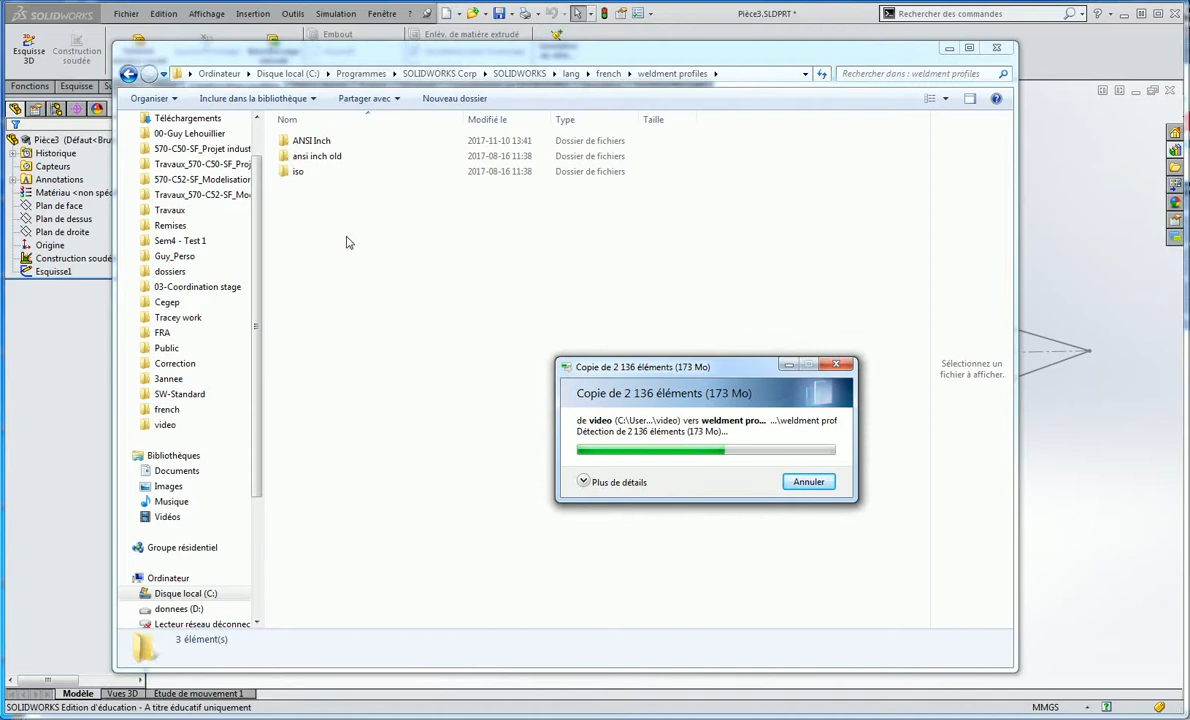 SOLIDWORKS
Fichier
Edition
Affichage
Insertion
Outils
Simulation
Fenêtre
?
Pièce3.SLDPRT *
Rechercher des commandes
Esquisse
3D
Construction
soudée
Embout
Enlèv. de matière extrudé
Fonctions
Esquisse
Ordinateur
Disque local (C:)
Programmes
SOLIDWORKS Corp
SOLIDWORKS
lang
french
weldment profiles
Rechercher dans : weldment profiles
Organiser
Inclure dans la bibliothèque
Partager avec
Nouveau dossier
Nom
Modifié le
Type
Taille
ANSI Inch
2017-11-10 13:41
Dossier de fichiers
ansi inch old
2017-08-16 11:38
Dossier de fichiers
iso
2017-08-16 11:38
Dossier de fichiers
Pièce3 (Défaut<Bru
Historique
Capteurs
Annotations
Matériau <non spéc
Plan de face
Plan de dessus
Plan de droite
Origine
Construction soudé
Esquisse1
Téléchargements
00-Guy Lehouillier
570-C50-SF_Projet indust
Travaux_570-C50-SF_Proj
570-C52-SF_Modelisation
Travaux_570-C52-SF_Mo
Travaux
Remises
Sem4 - Test 1
Guy_Perso
dossiers
03-Coordination stage
Cegep
Tracey work
FRA
Public
Correction
3annee
SW-Standard
french
video
Bibliothèques
Documents
Images
Musique
Vidéos
Groupe résidentiel
Ordinateur
Disque local (C:)
donnees (D:)
Lecteur réseau déconnec
Sélectionnez un
fichier à afficher.
Copie de 2 136 éléments (173 Mo)
Copie de 2 136 éléments (173 Mo)
de video (C:\User...\video) vers weldment pro... ...\weldment prof
Détection de 2 136 éléments (173 Mo)...
Plus de détails
Annuler
3 élément(s)
Modèle
Vues 3D
Etude de mouvement 1
SOLIDWORKS Edition d'éducation - A titre éducatif uniquement
MMGS